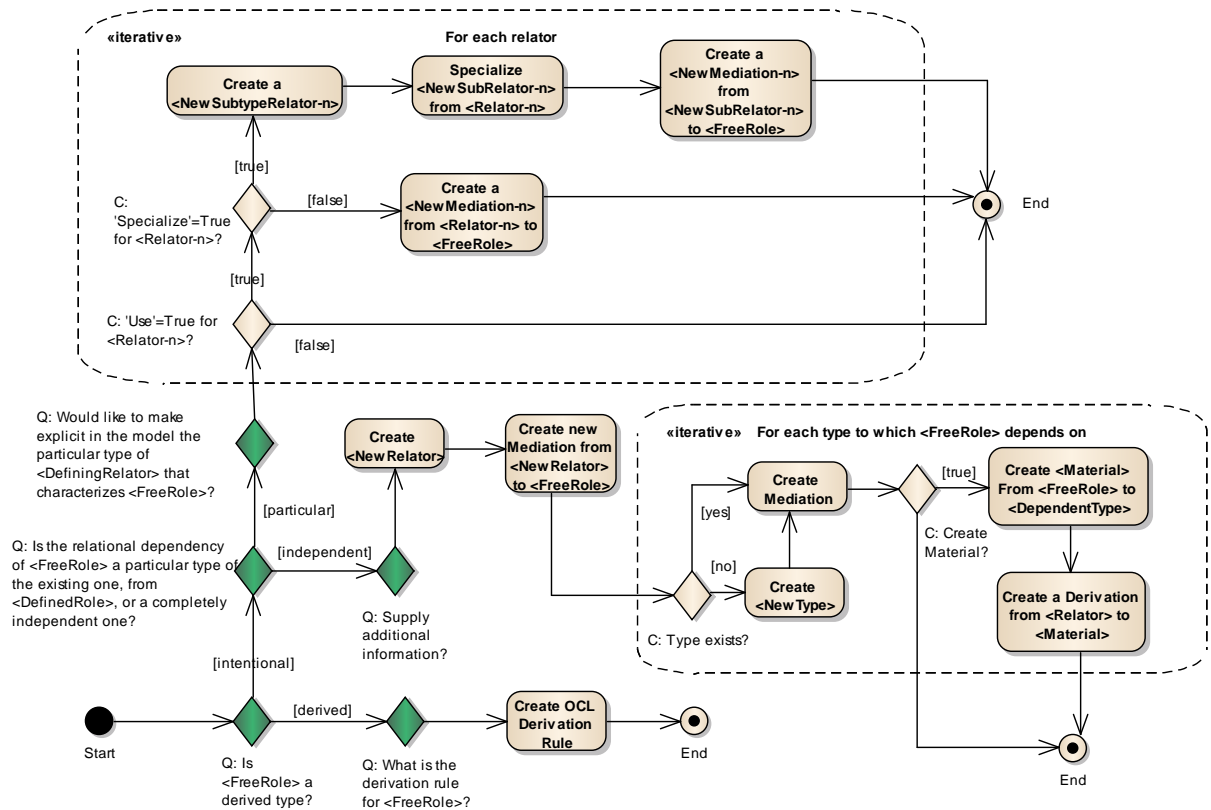 «iterative»
For each relator
Create a
<NewSubtypeRelator-n>
Specialize
<NewSubRelator-n>
from <Relator-n>
Create a
<NewMediation-n>
from
<NewSubRelator-n>
to <FreeRole>
[true]
C:
'Specialize'=True
for <Relator-n>?
[false]
Create a
<NewMediation-n>
from <Relator-n> to
<FreeRole>
End
[true]
C: 'Use'=True for
<Relator-n>?
[false]
Q: Would like to make
explicit in the model the
particular type of
<DefiningRelator> that
characterizes <FreeRole>?
Create
<NewRelator>
Create new
Mediation from
<NewRelator>
to <FreeRole>
«iterative»
For each type to which <FreeRole> depends on
Create
Mediation
[true]
Create <Material>
From <FreeRole> to
<DependentType>
[particular]
[yes]
C: Create
Material?
Q: Is the relational dependency
of <FreeRole> a particular type of
the existing one, from
<DefinedRole>, or a completely
independent one?
[independent]
[no]
Create
<NewType>
Create a Derivation
from <Relator> to
<Material>
Q: Supply
additional
information?
C: Type exists?
[intentional]
[derived]
Create OCL
Derivation
Rule
Start
End
Q: Is
<FreeRole> a
derived type?
Q: What is the
derivation rule
for <FreeRole>?
End